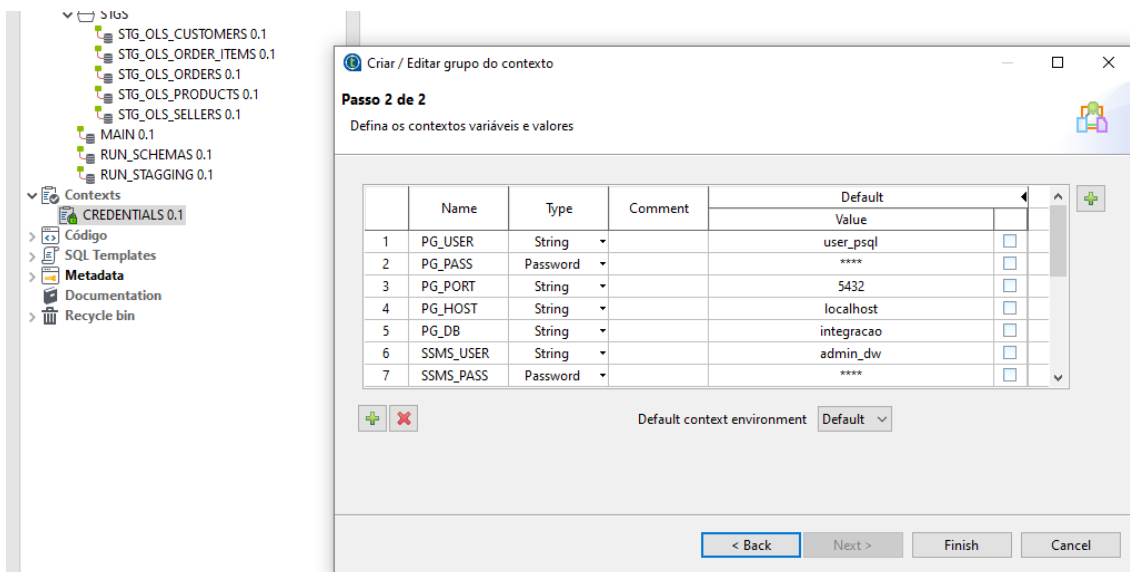 STGS
STG_OLS_CUSTOMERS 0.1
STG_OLS_ORDER_ITEMS 0.1
STG_OLS_ORDERS 0.1
STG_OLS_PRODUCTS 0.1
STG_OLS_SELLERS 0.1
MAIN 0.1
RUN_SCHEMAS 0.1
RUN_STAGGING 0.1
Contexts
CREDENTIALS 0.1
Código
SQL Templates
Metadata
Documentation
Recycle bin
Criar / Editar grupo do contexto
Passo 2 de 2
Defina os contextos variáveis e valores
Name Type Comment Default
Value
1 PG_USER String user_psql
2 PG_PASS Password ****
3 PG_PORT String 5432
4 PG_HOST String localhost
5 PG_DB String integracao
6 SSMS_USER String admin_dw
7 SSMS_PASS Password ****
Default context environment Default
< Back Next > Finish Cancel